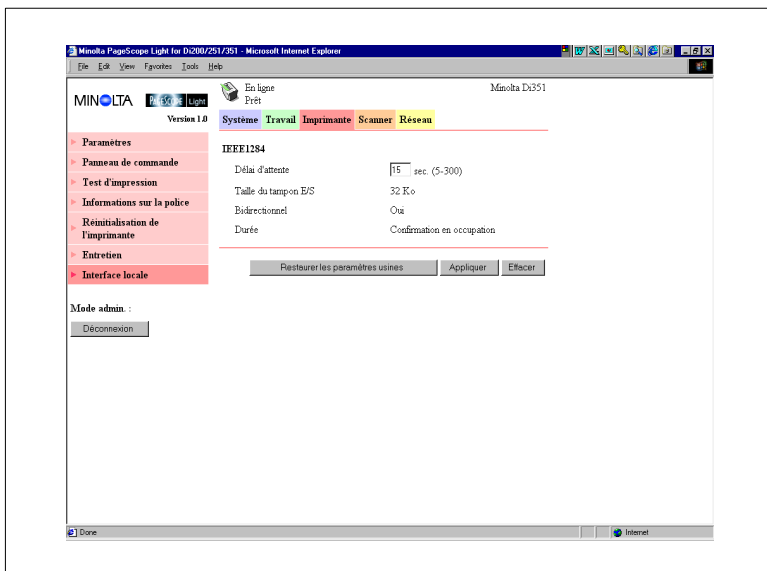 Minolta PageScope Light for Di200/251/351 - Microsoft Internet Explorer
File Edit View Favorites Tools Help
MINOLTA PAGESCOPE Light
Version 1.0
En ligne
Prêt
Minolta Di351
Système Travail Imprimante Scanner Réseau
Paramètres
Panneau de commande
Test d'impression
Informations sur la police
Réinitialisation de
l'imprimante
Entretien
Interface locale
Mode admin. :
Déconnexion
IEEE1284
Délai d'attente 15 sec. (5-300)
Taille du tampon E/S 32 Ko
Bidirectionnel Oui
Durée Confirmation en occupation
Restaurer les paramètres usines Appliquer Effacer
Done Internet